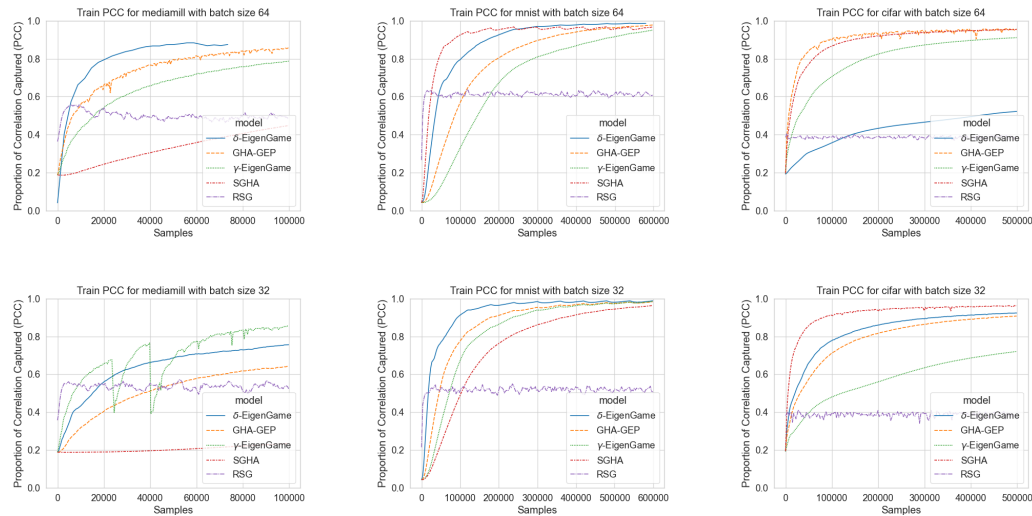 Train PCC for mediamill with batch size 64
Proportion of Correlation Captured (PCC)
1.0
0.8
0.6
0.4
0.2
0.0
model
δ-EigenGame
GHA-GEP
γ-EigenGame
SGHA
RSG
0 20000 40000 60000 80000 100000
Samples
Train PCC for mnist with batch size 64
Proportion of Correlation Captured (PCC)
1.0
0.8
0.6
0.4
0.2
0.0
model
δ-EigenGame
GHA-GEP
γ-EigenGame
SGHA
RSG
0 100000 200000 300000 400000 500000 600000
Samples
Train PCC for cifar with batch size 64
Proportion of Correlation Captured (PCC)
1.0
0.8
0.6
0.4
0.2
0.0
model
δ-EigenGame
GHA-GEP
γ-EigenGame
SGHA
RSG
0 100000 200000 300000 400000 500000
Samples
Train PCC for mediamill with batch size 32
Proportion of Correlation Captured (PCC)
1.0
0.8
0.6
0.4
0.2
0.0
model
δ-EigenGame
GHA-GEP
γ-EigenGame
SGHA
RSG
0 20000 40000 60000 80000 100000
Samples
Train PCC for mnist with batch size 32
Proportion of Correlation Captured (PCC)
1.0
0.8
0.6
0.4
0.2
0.0
model
δ-EigenGame
GHA-GEP
γ-EigenGame
SGHA
RSG
0 100000 200000 300000 400000 500000 600000
Samples
Train PCC for cifar with batch size 32
Proportion of Correlation Captured (PCC)
1.0
0.8
0.6
0.4
0.2
0.0
model
δ-EigenGame
GHA-GEP
γ-EigenGame
SGHA
RSG
0 100000 200000 300000 400000 500000
Samples